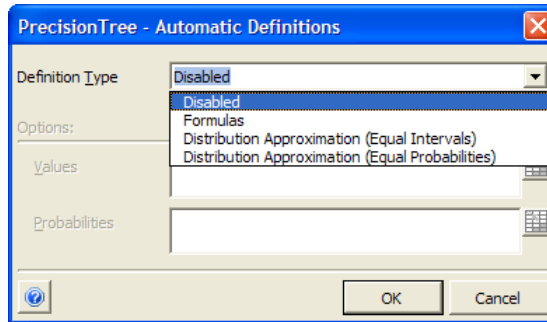 PrecisionTree - Automatic Definitions
Definition Type
Disabled
Disabled
Formulas
Distribution Approximation (Equal Intervals)
Distribution Approximation (Equal Probabilities)
Options:
Values
Probabilities
OK
Cancel